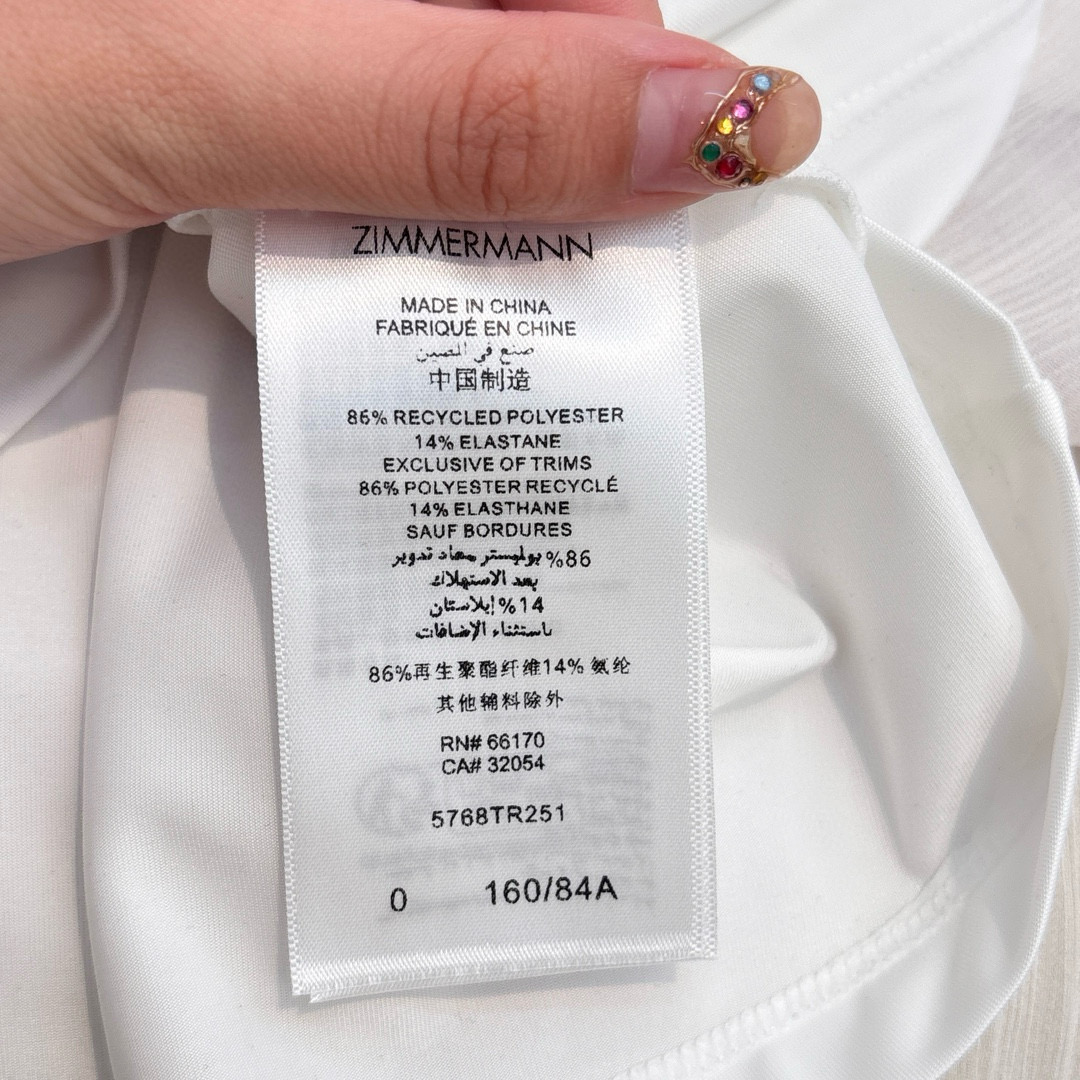 ZIMMERMANN
MADE IN CHINA
FABRIQUÉ EN CHINE
صنع في الصين
中国制造
86% RECYCLED POLYESTER
14% ELASTANE
EXCLUSIVE OF TRIMS
86% POLYESTER RECYCLÉ
14% ELASTHANE
SAUF BORDURES
86% بوليستر معاد تدوير
بعد الاستهلاك
14% إيلاستان
باستثناء الإضافات
86%再生聚酯纤维14% 氨纶
其他辅料除外
RN# 66170
CA# 32054
5768TR251
0 160/84A